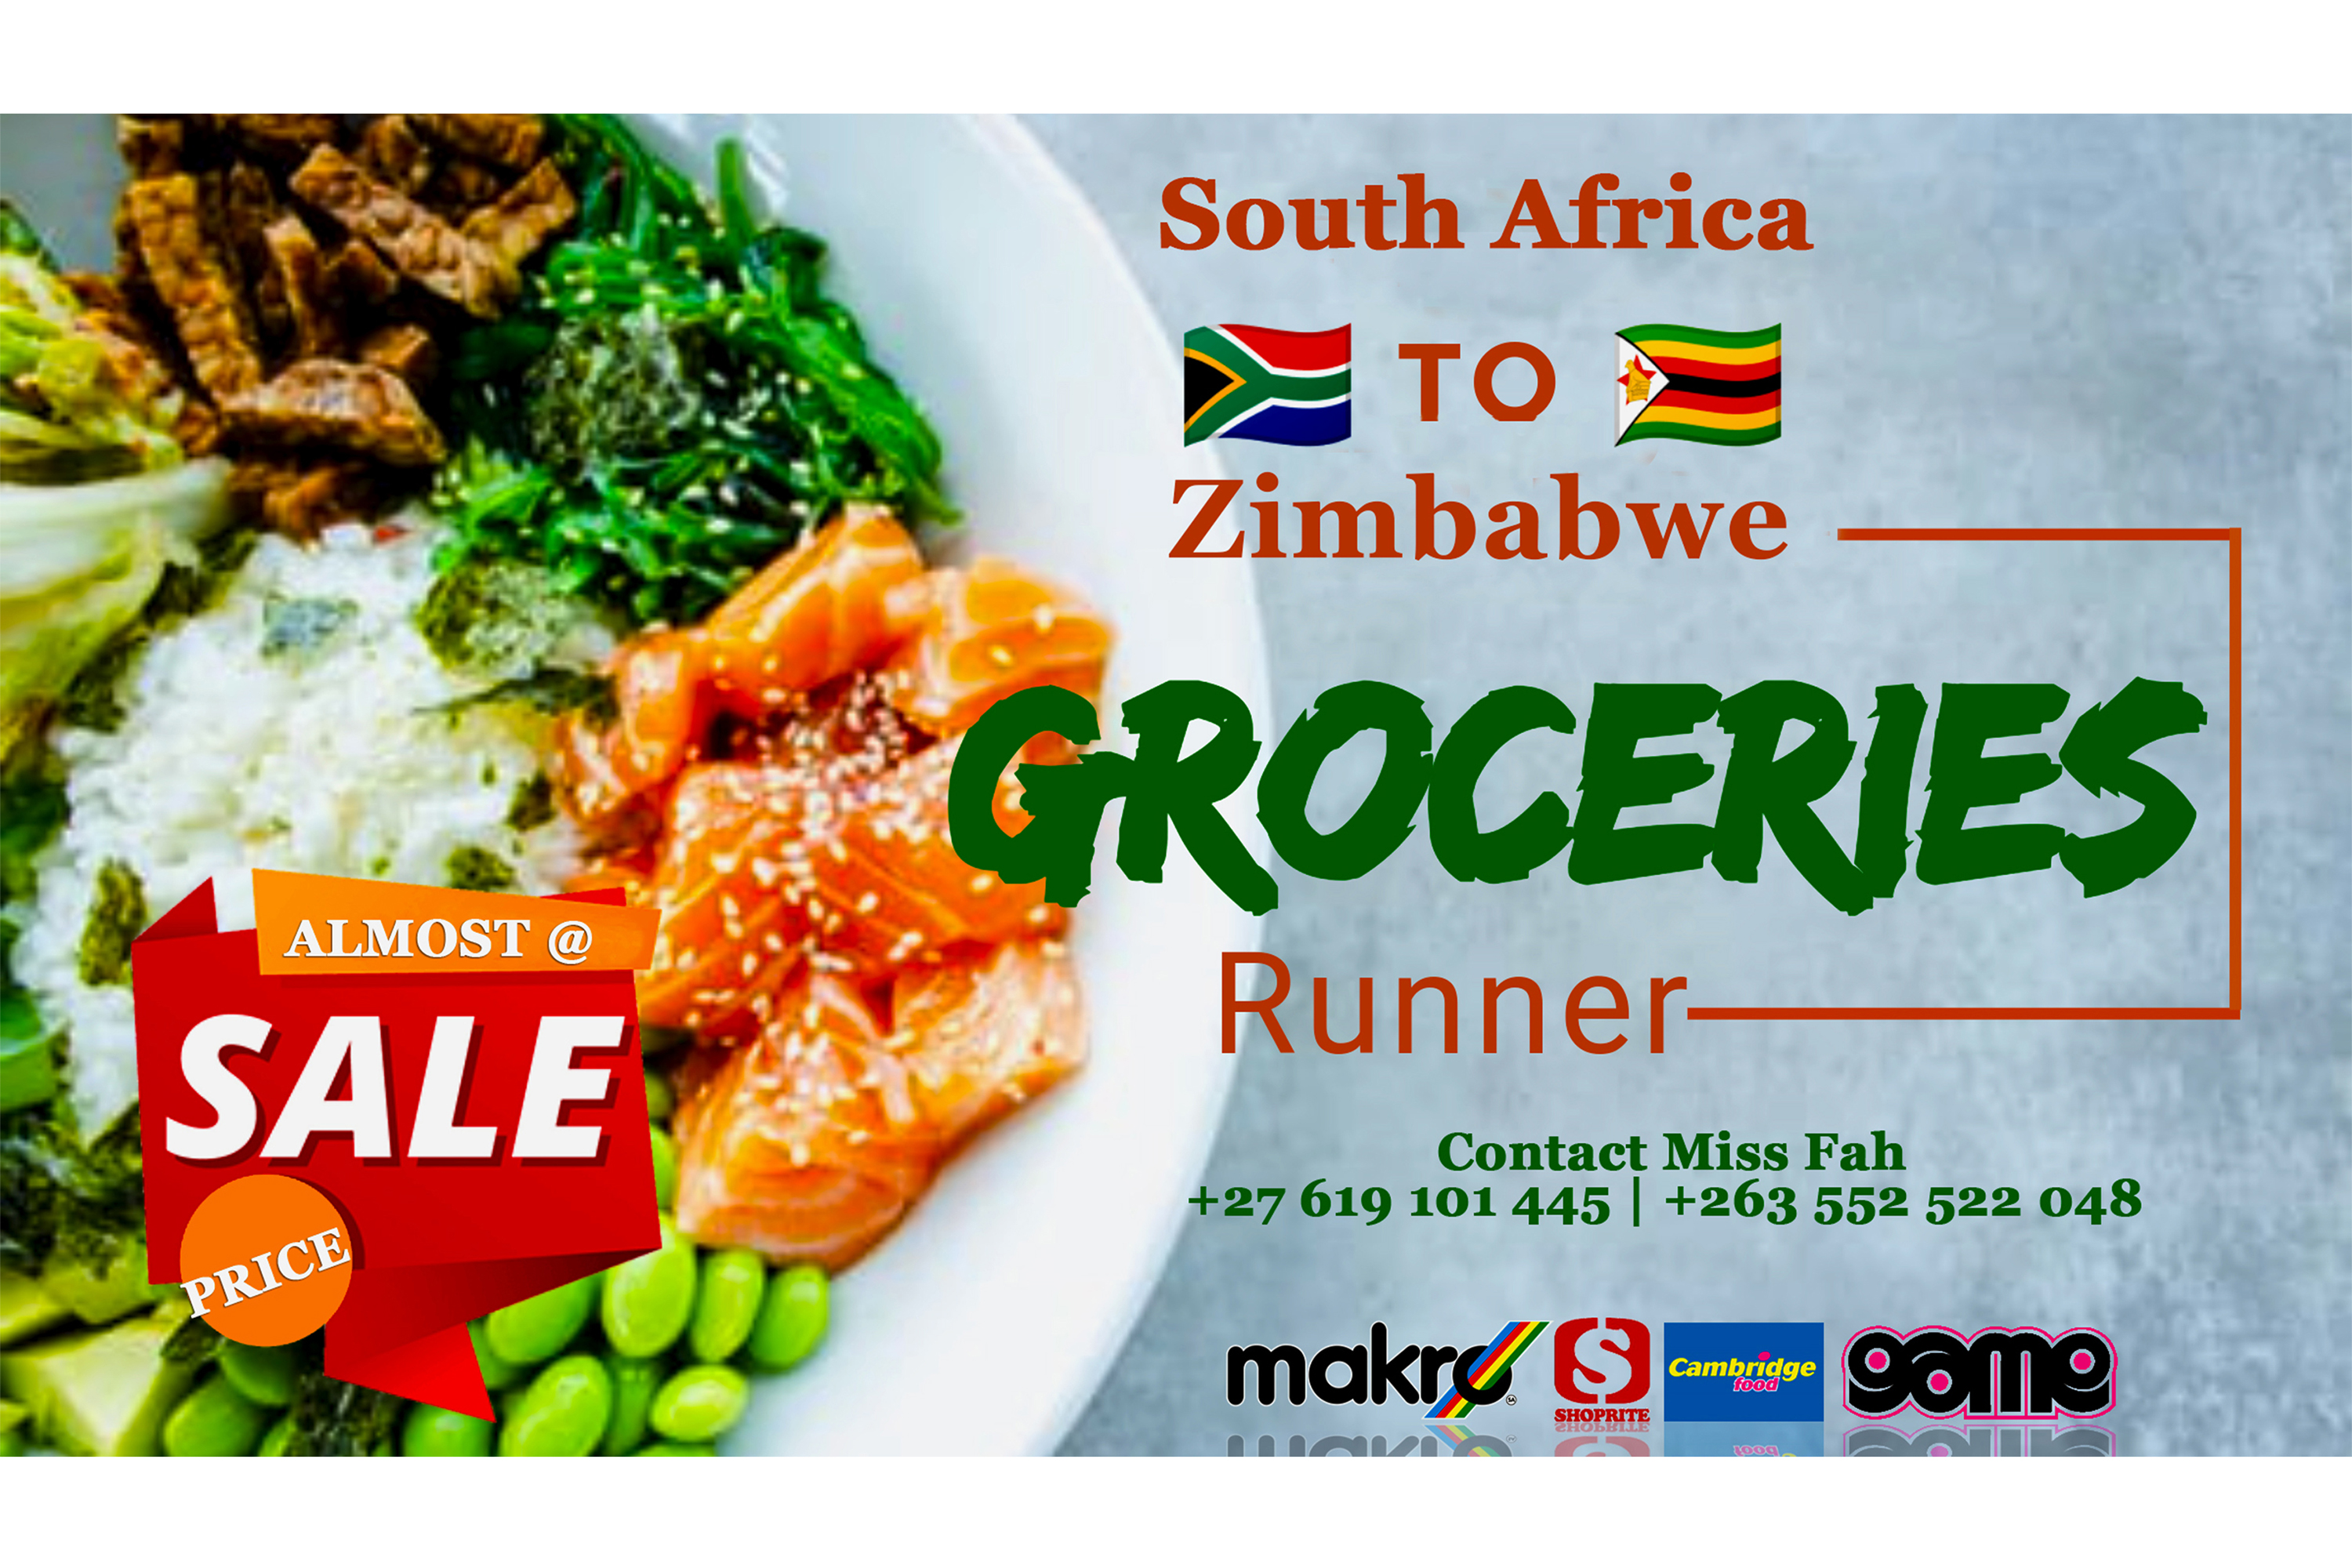 South Africa
TO
Zimbabwe
GROCERIES
Runner
ALMOST @
SALE
PRICE
Contact Miss Fah
+27 619 101 445 | +263 552 522 048
makro SHOPRITE Cambridge food game